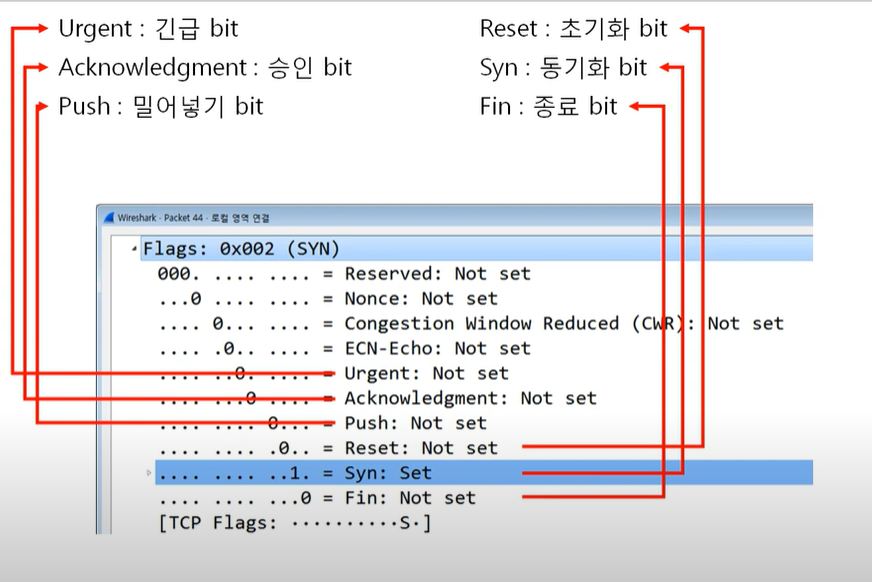 Urgent : 긴급 bit
Acknowledgment : 승인 bit
Push : 밀어넣기 bit
Reset : 초기화 bit
Syn : 동기화 bit
Fin : 종료 bit
Wireshark · Packet 44 · 로컬 영역 연결
Flags: 0x002 (SYN)
000. .... .... = Reserved: Not set
...0 .... .... = Nonce: Not set
.... 0... .... = Congestion Window Reduced (CWR): Not set
.... .0.. .... = ECN-Echo: Not set
.... ..0. .... = Urgent: Not set
.... ...0 .... = Acknowledgment: Not set
.... .... 0... = Push: Not set
.... .... .0.. = Reset: Not set
.... .... ..1. = Syn: Set
.... .... ...0 = Fin: Not set
[TCP Flags: ··········S·]